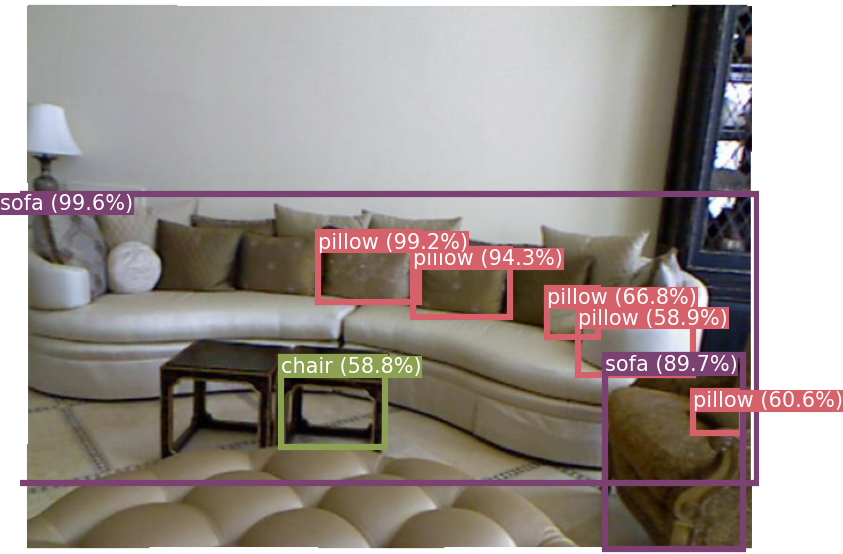 sofa (99.6%)
pillow (99.2%)
pillow (94.3%)
pillow (66.8%)
pillow (58.9%)
chair (58.8%)
sofa (89.7%)
pillow (60.6%)